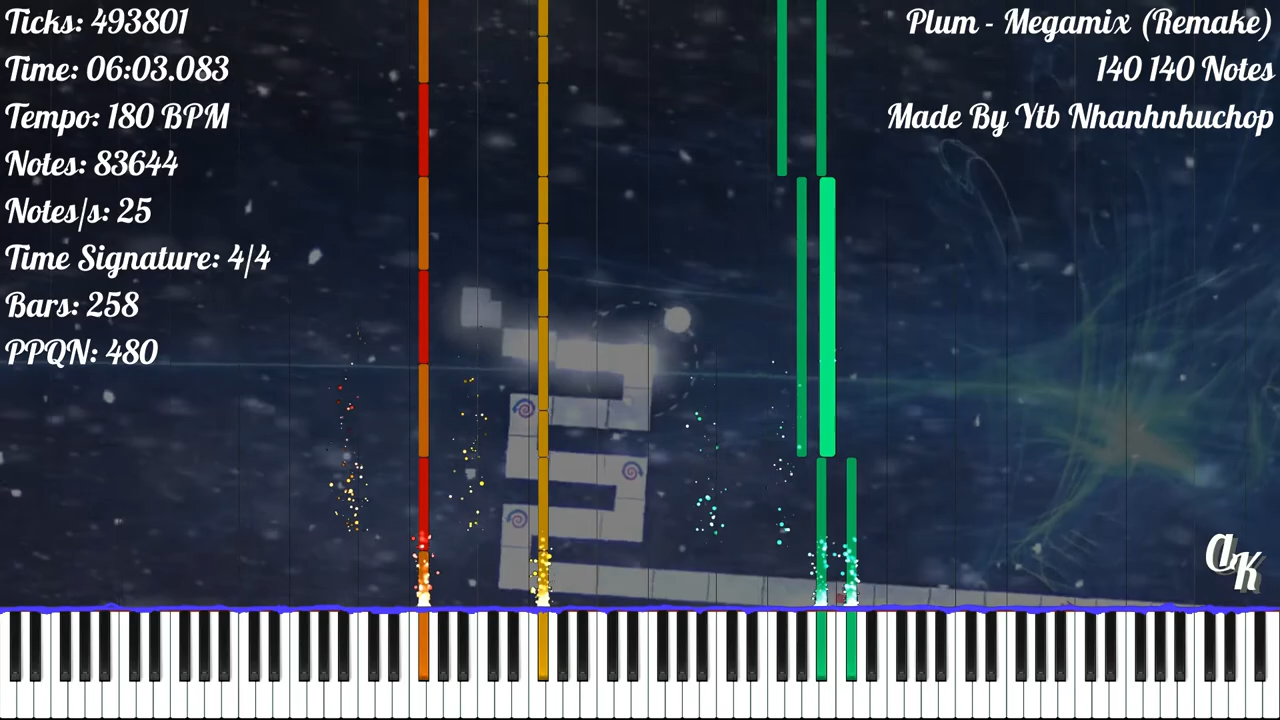 Ticks: 493801
Time: 06:03.083
Tempo: 180 BPM
Notes: 83644
Notes/s: 25
Time Signature: 4/4
Bars: 258
PPQN: 480
Plum - Megamix (Remake)
140 140 Notes
Made By Ytb Nhanhnhuchop
aK